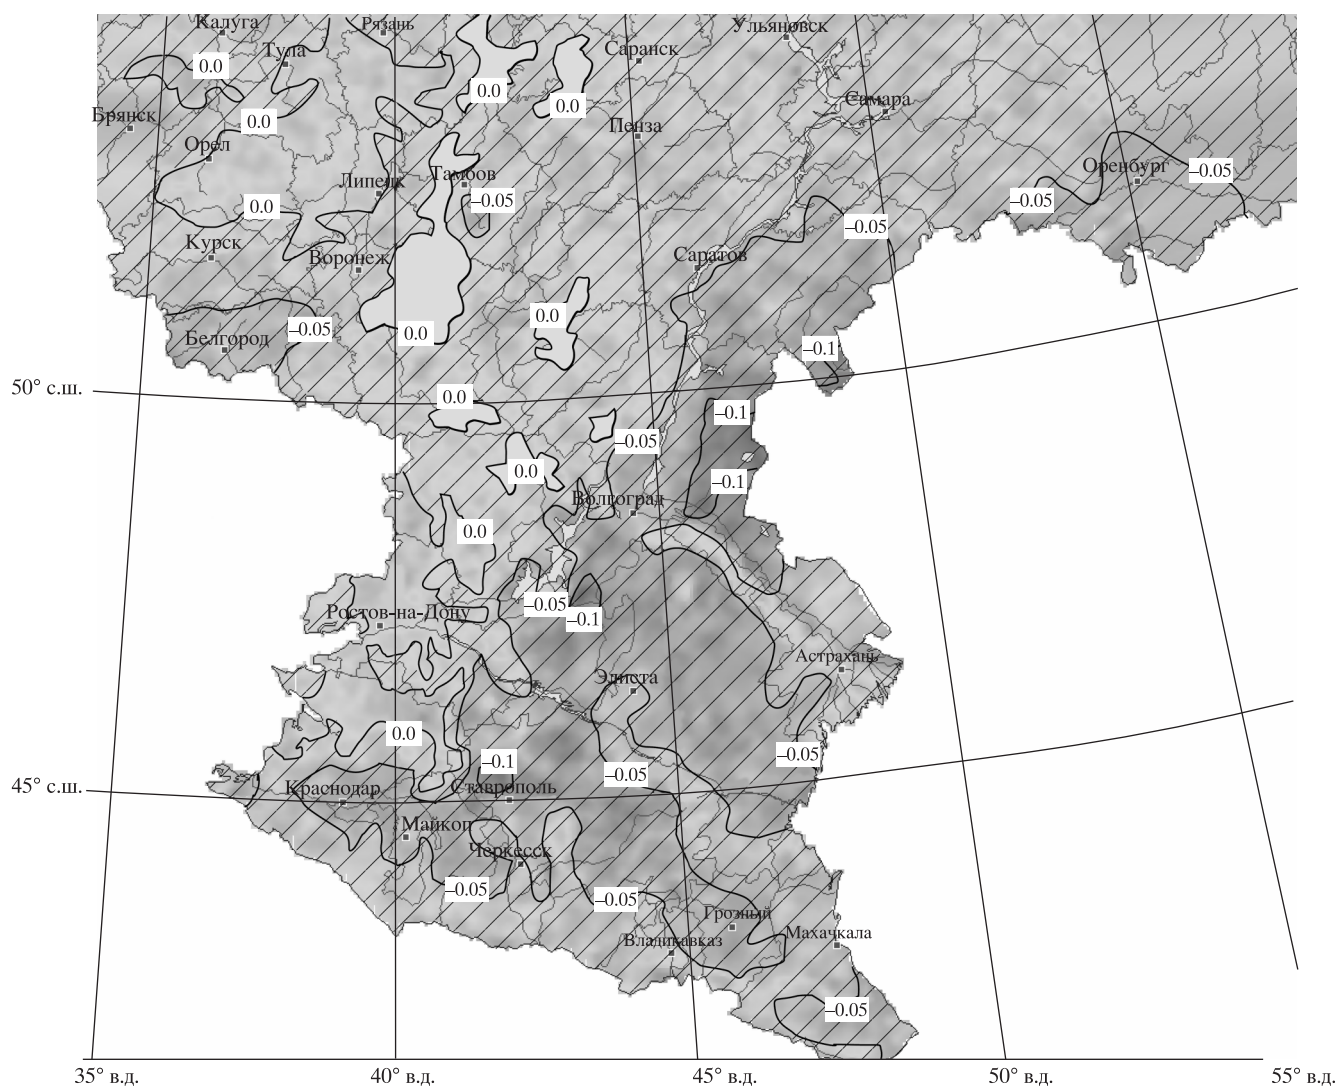 Калуга
Рязань
Ульяновск
Тула
Саранск
0.0
0.0
0.0
Самара
Брянск
0.0
Пенза
Орел
Оренбург
Липецк
Тамбов
–0.05
–0.05
–0.05
0.0
–0.05
Курск
Воронеж
Саратов
0.0
–0.05
Белгород
0.0
–0.1
50° с.ш.
0.0
–0.1
–0.05
0.0
–0.1
Волгоград
0.0
–0.05
Ростов-на-Дону
–0.1
Астрахань
Элиста
0.0
–0.05
–0.1
–0.05
45° с.ш.
Краснодар
Ставрополь
Майкоп
Черкесск
–0.05
–0.05
Грозный
Владикавказ
Махачкала
–0.05
35° в.д.
40° в.д.
45° в.д.
50° в.д.
55° в.д.